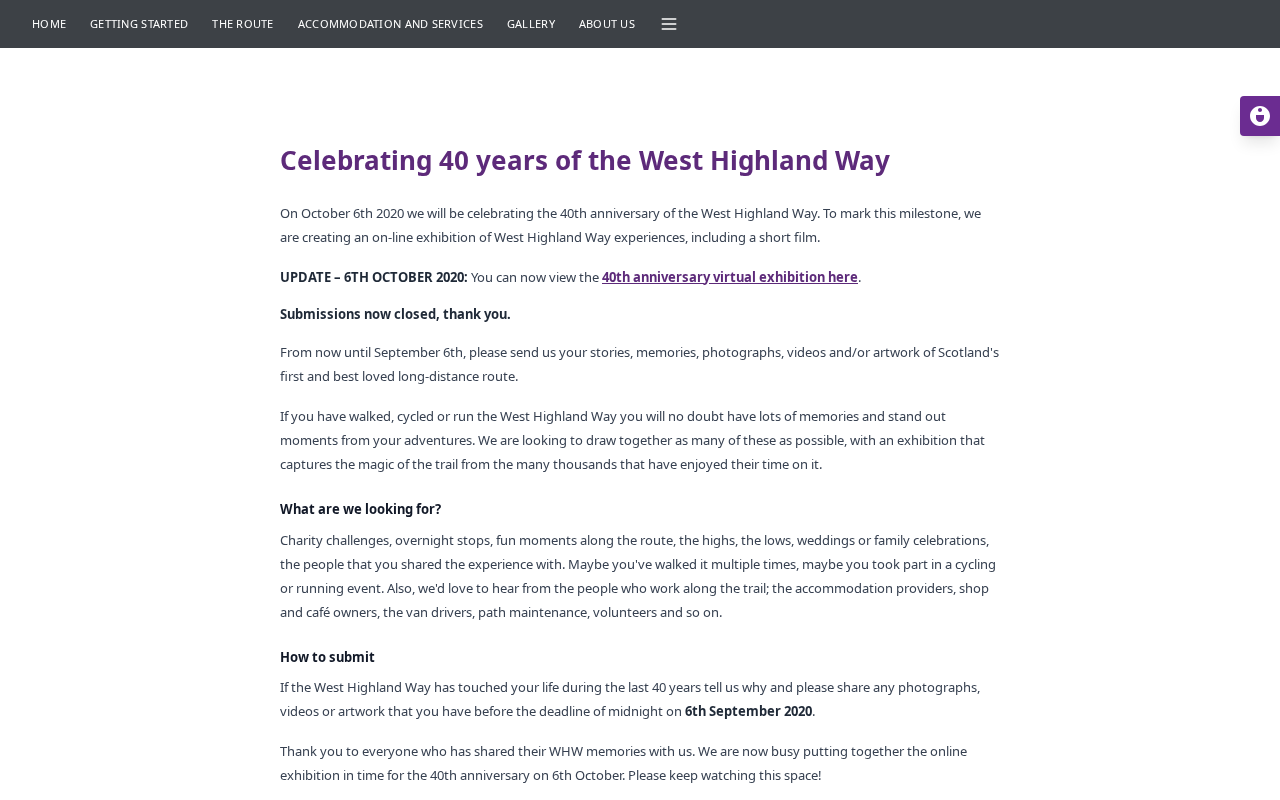 HOME GETTING STARTED THE ROUTE ACCOMMODATION AND SERVICES GALLERY ABOUT US
Celebrating 40 years of the West Highland Way
On October 6th 2020 we will be celebrating the 40th anniversary of the West Highland Way. To mark this milestone, we
are creating an on-line exhibition of West Highland Way experiences, including a short film.
UPDATE – 6TH OCTOBER 2020: You can now view the 40th anniversary virtual exhibition here.
Submissions now closed, thank you.
From now until September 6th, please send us your stories, memories, photographs, videos and/or artwork of Scotland's
first and best loved long-distance route.
If you have walked, cycled or run the West Highland Way you will no doubt have lots of memories and stand out
moments from your adventures. We are looking to draw together as many of these as possible, with an exhibition that
captures the magic of the trail from the many thousands that have enjoyed their time on it.
What are we looking for?
Charity challenges, overnight stops, fun moments along the route, the highs, the lows, weddings or family celebrations,
the people that you shared the experience with. Maybe you've walked it multiple times, maybe you took part in a cycling
or running event. Also, we'd love to hear from the people who work along the trail; the accommodation providers, shop
and café owners, the van drivers, path maintenance, volunteers and so on.
How to submit
If the West Highland Way has touched your life during the last 40 years tell us why and please share any photographs,
videos or artwork that you have before the deadline of midnight on 6th September 2020.
Thank you to everyone who has shared their WHW memories with us. We are now busy putting together the online
exhibition in time for the 40th anniversary on 6th October. Please keep watching this space!